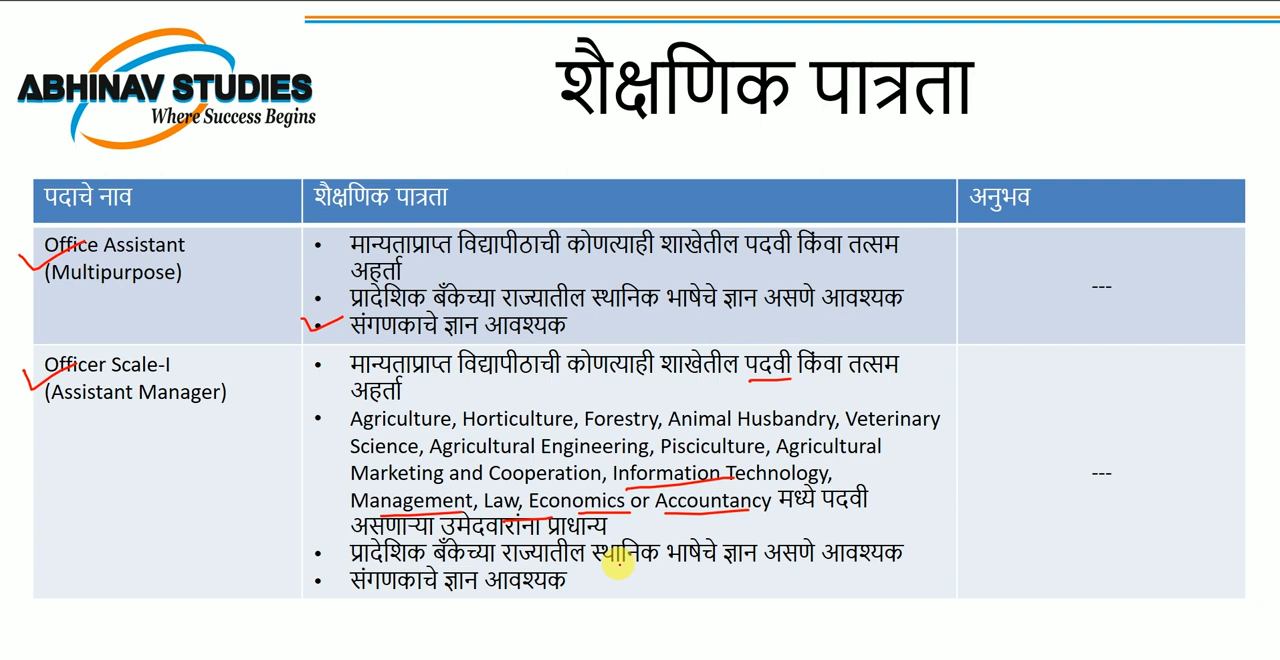 ABHINAV STUDIES
Where Success Begins
शैक्षणिक पात्रता
पदाचे नाव
शैक्षणिक पात्रता
अनुभव
Office Assistant
(Multipurpose)
• मान्यताप्राप्त विद्यापीठाची कोणत्याही शाखेतील पदवी किंवा तत्सम
अहर्ता
• प्रादेशिक बँकेच्या राज्यातील स्थानिक भाषेचे ज्ञान असणे आवश्यक
• संगणकाचे ज्ञान आवश्यक
---
Officer Scale-I
(Assistant Manager)
• मान्यताप्राप्त विद्यापीठाची कोणत्याही शाखेतील पदवी किंवा तत्सम
अहर्ता
• Agriculture, Horticulture, Forestry, Animal Husbandry, Veterinary
Science, Agricultural Engineering, Pisciculture, Agricultural
Marketing and Cooperation, Information Technology,
Management, Law, Economics or Accountancy मध्ये पदवी
असणाऱ्या उमेदवारांना प्राधान्य
• प्रादेशिक बँकेच्या राज्यातील स्थानिक भाषेचे ज्ञान असणे आवश्यक
• संगणकाचे ज्ञान आवश्यक
---